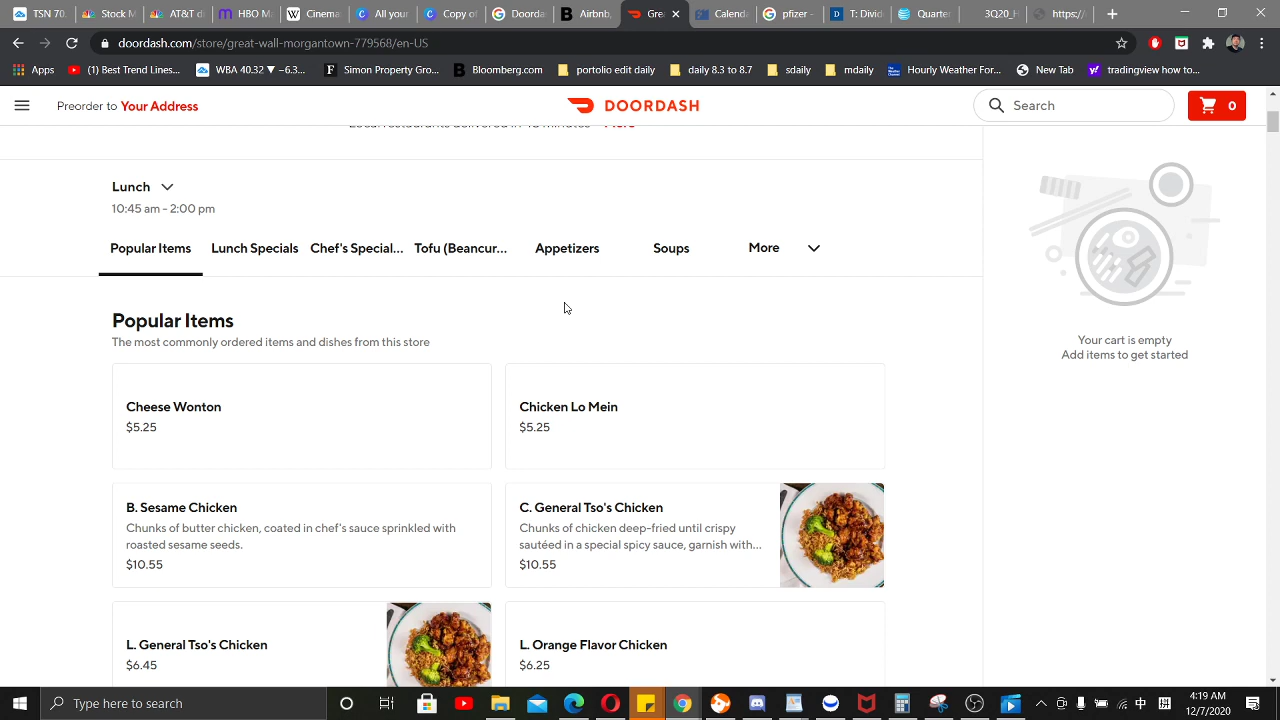 TSN 70.
AT&T d
HBO M
Cinema
All your
Copy of
Doorda
Airbnb,
Gre
Calenda
pizer -
T: Divid
Quarter
3Q20_H
https://
doordash.com/store/great-wall-morgantown-779568/en-US
Apps
(1) Best Trend Lines...
WBA 40.32 ▼ −6.3...
Simon Property Gro...
Bloomberg.com
portolio edit daily
daily 8.3 to 8.7
sdaily
mdaily
Hourly Weather For...
New Tab
tradingview how to...
Preorder to Your Address
DOORDASH
Search
0
Lunch
10:45 am - 2:00 pm
Popular Items
Lunch Specials
Chef's Special...
Tofu (Beancur...
Appetizers
Soups
More
Popular Items
The most commonly ordered items and dishes from this store
Cheese Wonton
$5.25
Chicken Lo Mein
$5.25
B. Sesame Chicken
Chunks of butter chicken, coated in chef's sauce sprinkled with
roasted sesame seeds.
$10.55
C. General Tso's Chicken
Chunks of chicken deep-fried until crispy
sautéed in a special spicy sauce, garnish with...
$10.55
L. General Tso's Chicken
$6.45
L. Orange Flavor Chicken
$6.25
Your cart is empty
Add items to get started
Type here to search
中
拼
4:19 AM
12/7/2020